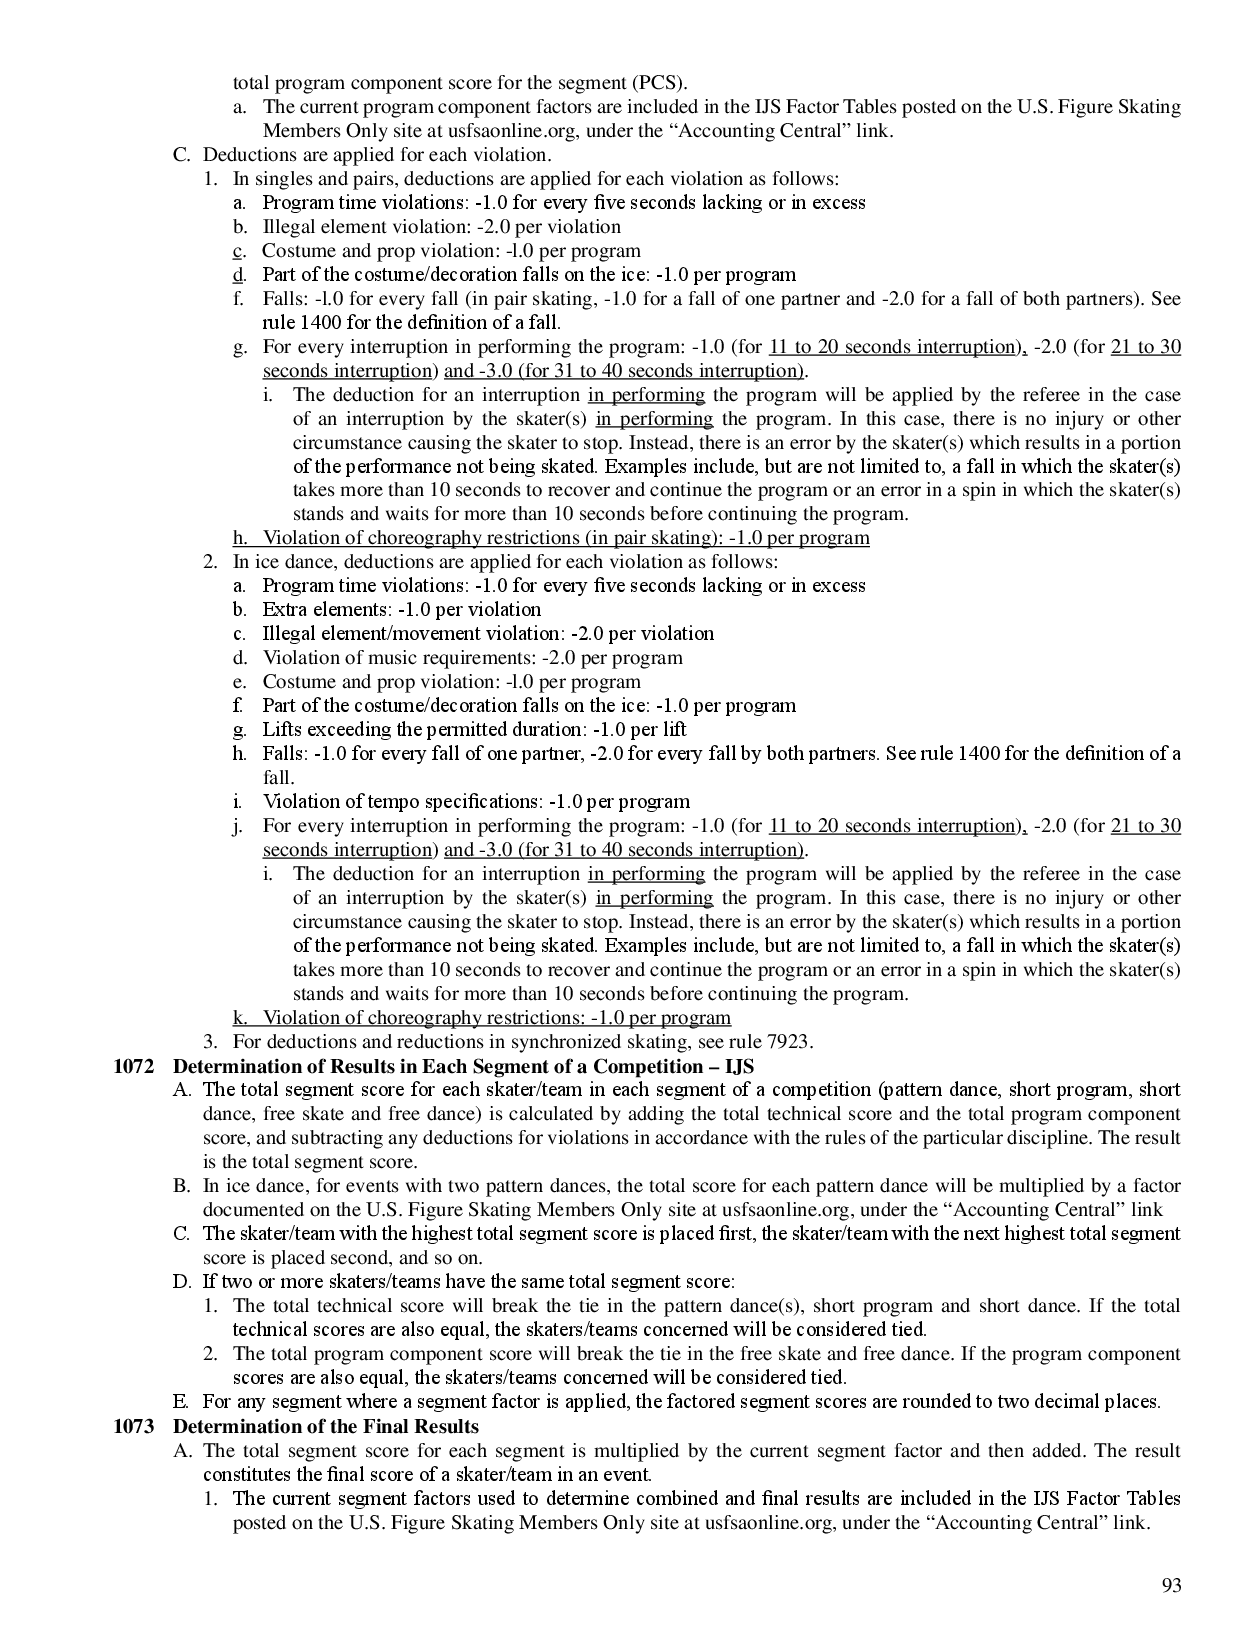 total program component score for the segment (PCS).
a. The current program component factors are included in the IJS Factor Tables posted on the U.S. Figure Skating
Members Only site at usfsaonline.org, under the “Accounting Central” link.
C. Deductions are applied for each violation.
1. In singles and pairs, deductions are applied for each violation as follows:
a. Program time violations: -1.0 for every five seconds lacking or in excess
b. Illegal element violation: -2.0 per violation
c. Costume and prop violation: -l.0 per program
d. Part of the costume/decoration falls on the ice: -1.0 per program
f. Falls: -l.0 for every fall (in pair skating, -1.0 for a fall of one partner and -2.0 for a fall of both partners). See
rule 1400 for the definition of a fall.
g. For every interruption in performing the program: -1.0 (for 11 to 20 seconds interruption), -2.0 (for 21 to 30
seconds interruption) and -3.0 (for 31 to 40 seconds interruption).
i. The deduction for an interruption in performing the program will be applied by the referee in the case
of an interruption by the skater(s) in performing the program. In this case, there is no injury or other
circumstance causing the skater to stop. Instead, there is an error by the skater(s) which results in a portion
of the performance not being skated. Examples include, but are not limited to, a fall in which the skater(s)
takes more than 10 seconds to recover and continue the program or an error in a spin in which the skater(s)
stands and waits for more than 10 seconds before continuing the program.
h. Violation of choreography restrictions (in pair skating): -1.0 per program
2. In ice dance, deductions are applied for each violation as follows:
a. Program time violations: -1.0 for every five seconds lacking or in excess
b. Extra elements: -1.0 per violation
c. Illegal element/movement violation: -2.0 per violation
d. Violation of music requirements: -2.0 per program
e. Costume and prop violation: -l.0 per program
f. Part of the costume/decoration falls on the ice: -1.0 per program
g. Lifts exceeding the permitted duration: -1.0 per lift
h. Falls: -1.0 for every fall of one partner, -2.0 for every fall by both partners. See rule 1400 for the definition of a
fall.
i. Violation of tempo specifications: -1.0 per program
j. For every interruption in performing the program: -1.0 (for 11 to 20 seconds interruption), -2.0 (for 21 to 30
seconds interruption) and -3.0 (for 31 to 40 seconds interruption).
i. The deduction for an interruption in performing the program will be applied by the referee in the case
of an interruption by the skater(s) in performing the program. In this case, there is no injury or other
circumstance causing the skater to stop. Instead, there is an error by the skater(s) which results in a portion
of the performance not being skated. Examples include, but are not limited to, a fall in which the skater(s)
takes more than 10 seconds to recover and continue the program or an error in a spin in which the skater(s)
stands and waits for more than 10 seconds before continuing the program.
k. Violation of choreography restrictions: -1.0 per program
3. For deductions and reductions in synchronized skating, see rule 7923.
1072 Determination of Results in Each Segment of a Competition – IJS
A. The total segment score for each skater/team in each segment of a competition (pattern dance, short program, short
dance, free skate and free dance) is calculated by adding the total technical score and the total program component
score, and subtracting any deductions for violations in accordance with the rules of the particular discipline. The result
is the total segment score.
B. In ice dance, for events with two pattern dances, the total score for each pattern dance will be multiplied by a factor
documented on the U.S. Figure Skating Members Only site at usfsaonline.org, under the “Accounting Central” link
C. The skater/team with the highest total segment score is placed first, the skater/team with the next highest total segment
score is placed second, and so on.
D. If two or more skaters/teams have the same total segment score:
1. The total technical score will break the tie in the pattern dance(s), short program and short dance. If the total
technical scores are also equal, the skaters/teams concerned will be considered tied.
2. The total program component score will break the tie in the free skate and free dance. If the program component
scores are also equal, the skaters/teams concerned will be considered tied.
E. For any segment where a segment factor is applied, the factored segment scores are rounded to two decimal places.
1073 Determination of the Final Results
A. The total segment score for each segment is multiplied by the current segment factor and then added. The result
constitutes the final score of a skater/team in an event.
1. The current segment factors used to determine combined and final results are included in the IJS Factor Tables
posted on the U.S. Figure Skating Members Only site at usfsaonline.org, under the “Accounting Central” link.
93